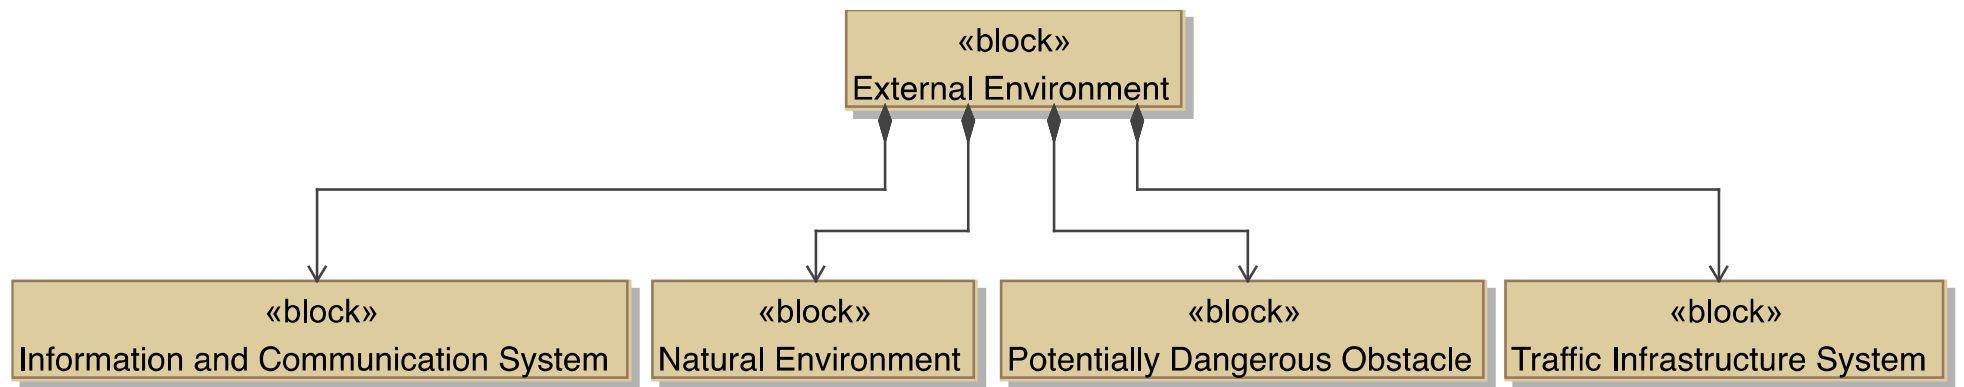 «block»
External Environment
«block»
Information and Communication System
«block»
Natural Environment
«block»
Potentially Dangerous Obstacle
«block»
Traffic Infrastructure System